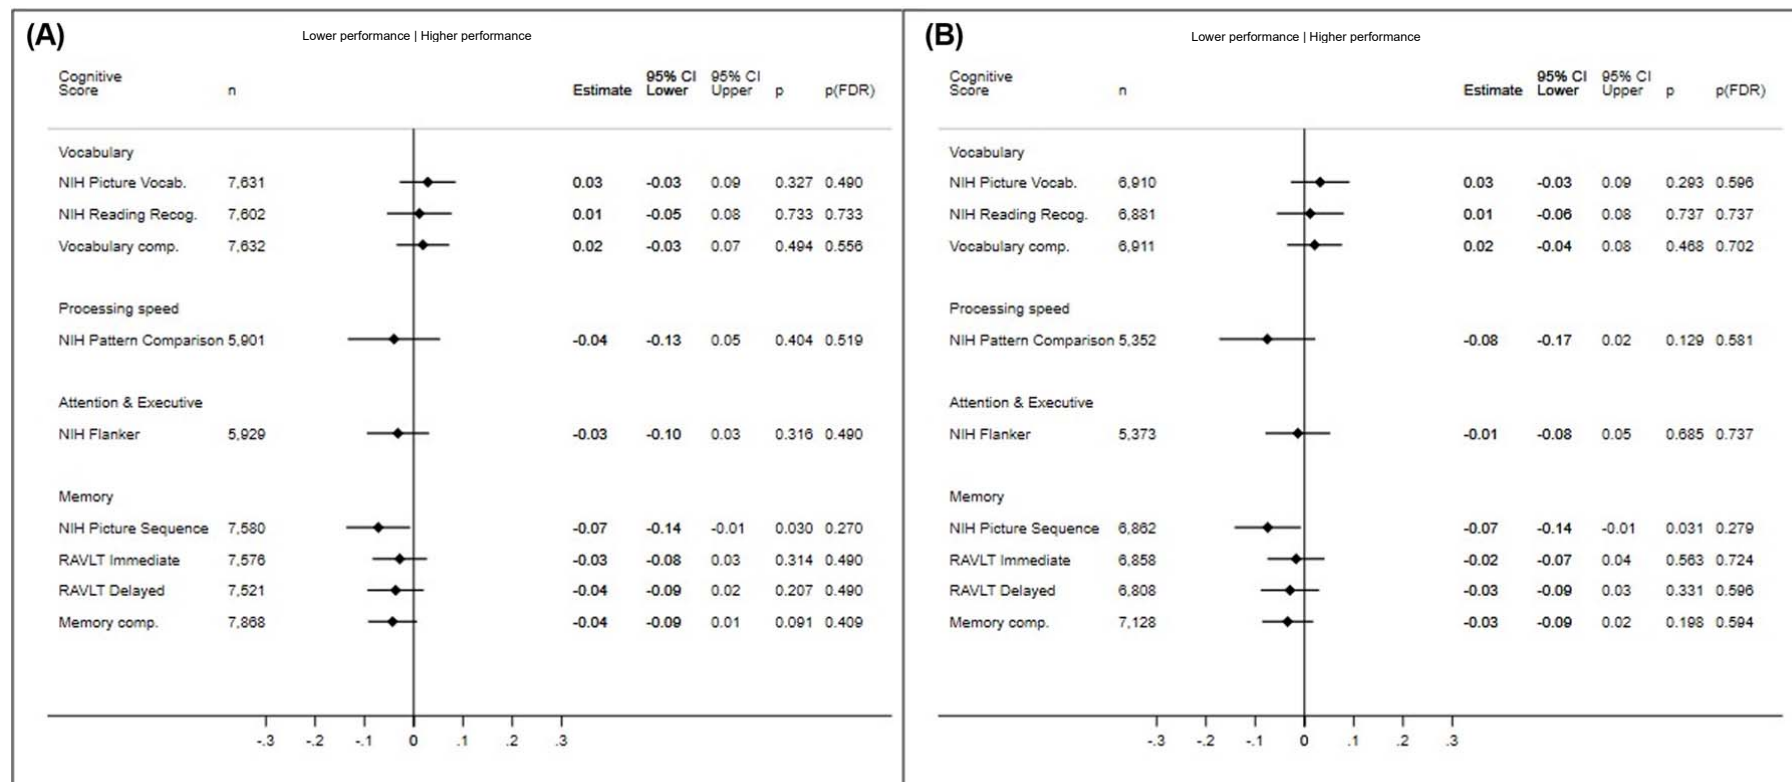 (A)
Lower performance | Higher performance
Cognitive Score n Estimate 95% CI Lower 95% CI Upper p p(FDR)
Vocabulary
NIH Picture Vocab. 7,631 0.03 -0.03 0.09 0.327 0.490
NIH Reading Recog. 7,602 0.01 -0.05 0.08 0.733 0.733
Vocabulary comp. 7,632 0.02 -0.03 0.07 0.494 0.556
Processing speed
NIH Pattern Comparison 5,901 -0.04 -0.13 0.05 0.404 0.519
Attention & Executive
NIH Flanker 5,929 -0.03 -0.10 0.03 0.316 0.490
Memory
NIH Picture Sequence 7,580 -0.07 -0.14 -0.01 0.030 0.270
RAVLT Immediate 7,576 -0.03 -0.08 0.03 0.314 0.490
RAVLT Delayed 7,521 -0.04 -0.09 0.02 0.207 0.490
Memory comp. 7,868 -0.04 -0.09 0.01 0.091 0.409
-.3 -.2 -.1 0 .1 .2 .3
(B)
Lower performance | Higher performance
Cognitive Score n Estimate 95% CI Lower 95% CI Upper p p(FDR)
Vocabulary
NIH Picture Vocab. 6,910 0.03 -0.03 0.09 0.293 0.596
NIH Reading Recog. 6,881 0.01 -0.06 0.08 0.737 0.737
Vocabulary comp. 6,911 0.02 -0.04 0.08 0.468 0.702
Processing speed
NIH Pattern Comparison 5,352 -0.08 -0.17 0.02 0.129 0.581
Attention & Executive
NIH Flanker 5,373 -0.01 -0.08 0.05 0.685 0.737
Memory
NIH Picture Sequence 6,862 -0.07 -0.14 -0.01 0.031 0.279
RAVLT Immediate 6,858 -0.02 -0.07 0.04 0.563 0.724
RAVLT Delayed 6,808 -0.03 -0.09 0.03 0.331 0.596
Memory comp. 7,128 -0.03 -0.09 0.02 0.198 0.594
-.3 -.2 -.1 0 .1 .2 .3